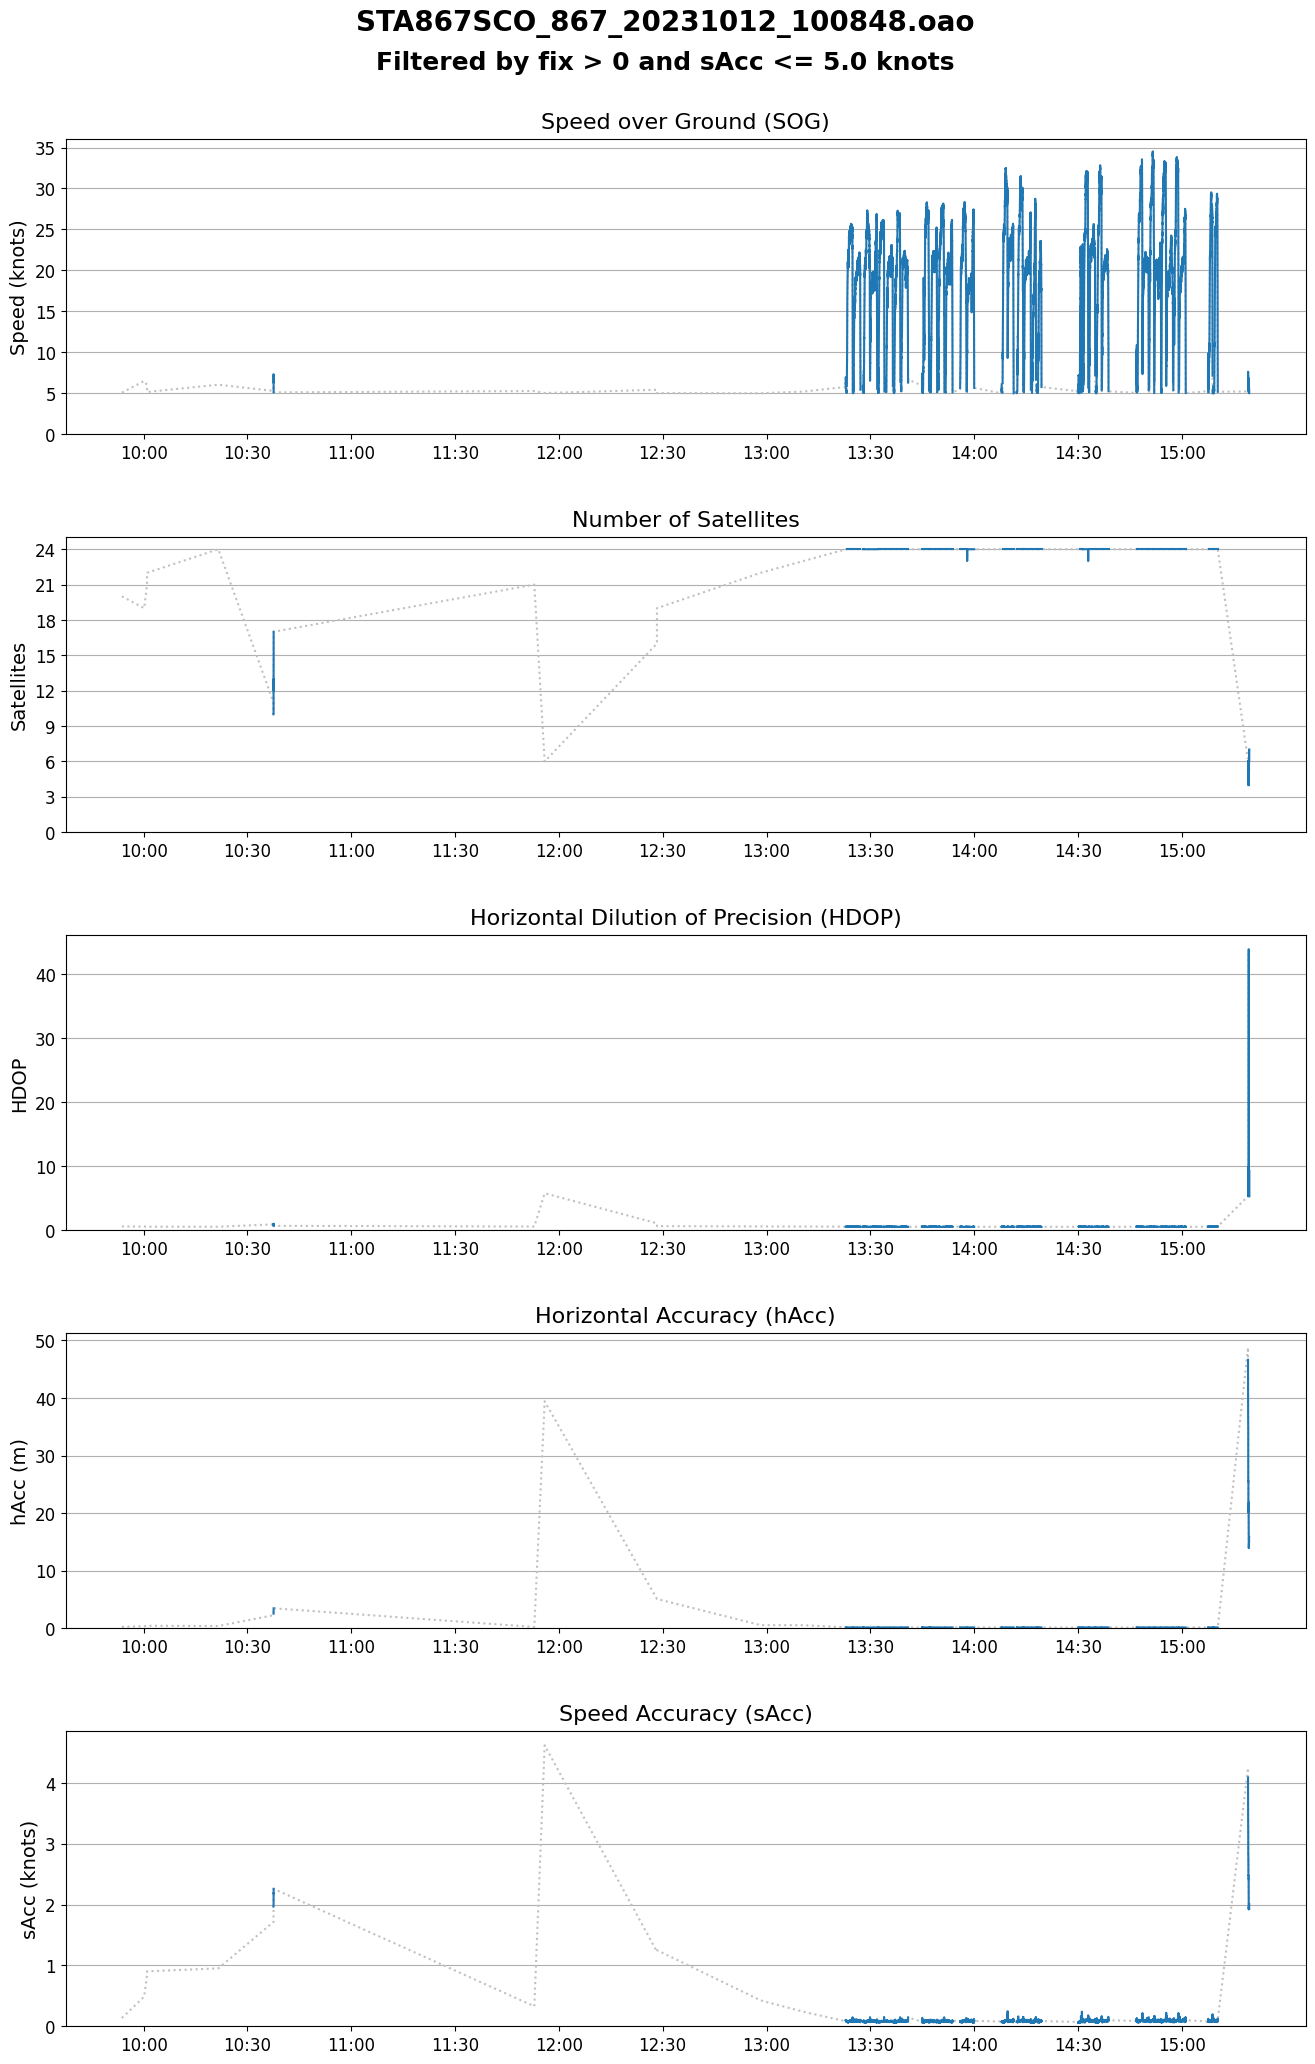 STA867SCO_867_20231012_100848.oao
Filtered by fix > 0 and sAcc <= 5.0 knots
Speed over Ground (SOG)
Speed (knots)
35
30
25
20
15
10
5
0
10:00 10:30 11:00 11:30 12:00 12:30 13:00 13:30 14:00 14:30 15:00
Number of Satellites
Satellites
24
21
18
15
12
9
6
3
0
10:00 10:30 11:00 11:30 12:00 12:30 13:00 13:30 14:00 14:30 15:00
Horizontal Dilution of Precision (HDOP)
HDOP
40
30
20
10
0
10:00 10:30 11:00 11:30 12:00 12:30 13:00 13:30 14:00 14:30 15:00
Horizontal Accuracy (hAcc)
hAcc (m)
50
40
30
20
10
0
10:00 10:30 11:00 11:30 12:00 12:30 13:00 13:30 14:00 14:30 15:00
Speed Accuracy (sAcc)
sAcc (knots)
4
3
2
1
0
10:00 10:30 11:00 11:30 12:00 12:30 13:00 13:30 14:00 14:30 15:00